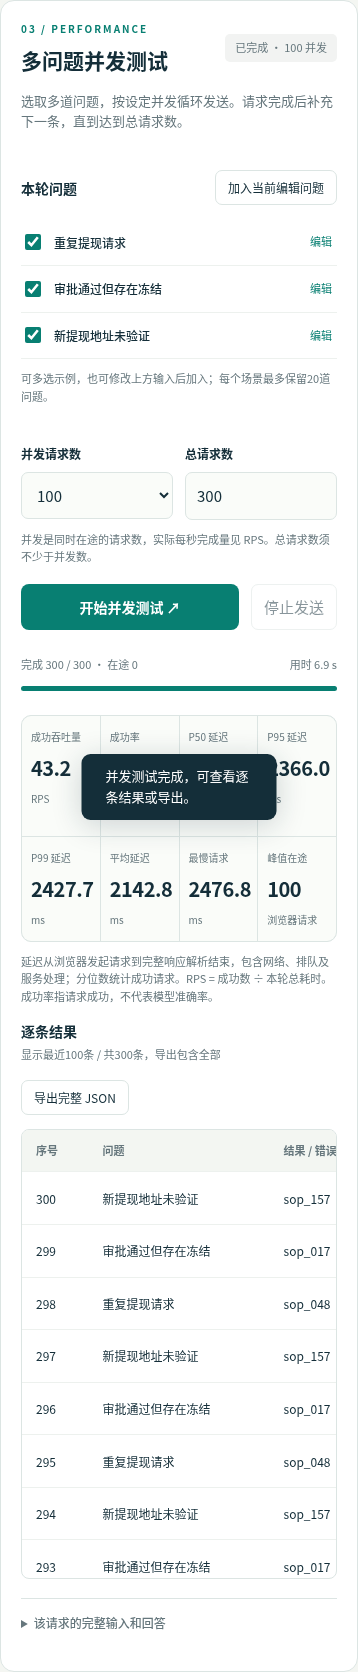 03 / PERFORMANCE
多问题并发测试
已完成 · 100 并发
选取多道问题，按设定并发循环发送。请求完成后补充
下一条，直到达到总请求数。
本轮问题
加入当前编辑问题
重复提现请求
编辑
审批通过但存在冻结
编辑
新提现地址未验证
编辑
可多选示例，也可修改上方输入后加入；每个场景最多保留20道
问题。
并发请求数
总请求数
100
300
并发是同时在途的请求数，实际每秒完成量见 RPS。总请求数须
不少于并发数。
开始并发测试 ↗
停止发送
完成 300 / 300 · 在途 0
用时 6.9 s
成功吞吐量
成功率
P50 延迟
P95 延迟
43.2
2366.0
RPS
并发测试完成，可查看逐
条结果或导出。
P99 延迟
平均延迟
最慢请求
峰值在途
2427.7
2142.8
2476.8
100
ms
ms
ms
浏览器请求
延迟从浏览器发起请求到完整响应解析结束，包含网络、排队及
服务处理；分位数统计成功请求。RPS = 成功数 ÷ 本轮总耗时。
成功率指请求成功，不代表模型准确率。
逐条结果
显示最近100条 / 共300条，导出包含全部
导出完整 JSON
序号
问题
结果 / 错误
300
新提现地址未验证
sop_157
299
审批通过但存在冻结
sop_017
298
重复提现请求
sop_048
297
新提现地址未验证
sop_157
296
审批通过但存在冻结
sop_017
295
重复提现请求
sop_048
294
新提现地址未验证
sop_157
293
审批通过但存在冻结
sop_017
该请求的完整输入和回答